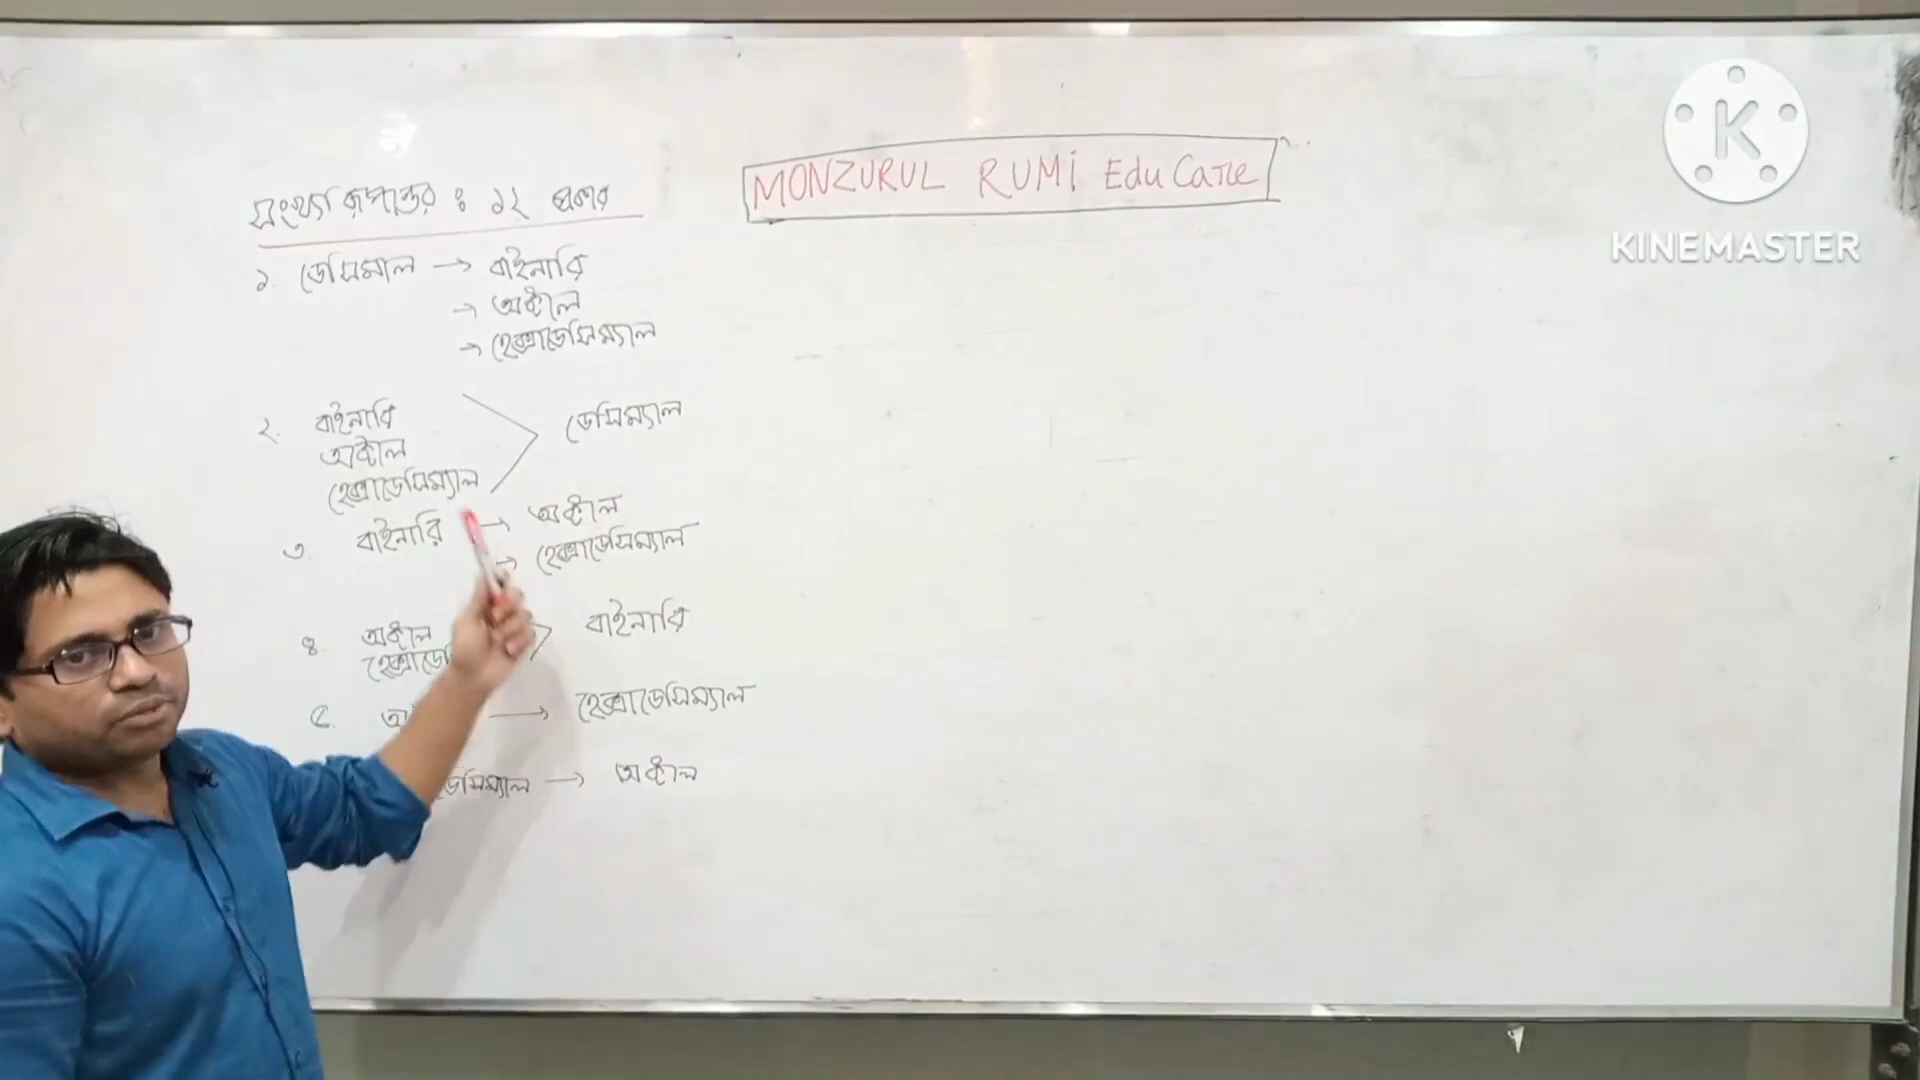 সংখ্যা রূপান্তর : ১২ প্রকার
MONZURUL RUMi EduCare
KINEMASTER
১. ডেসিমাল → বাইনারি
→ অক্টাল
→ হেক্সাডেসিম্যাল
২. বাইনারি
অক্টাল
হেক্সাডেসিম্যাল
ডেসিম্যাল
৩. বাইনারি → অক্টাল
→ হেক্সাডেসিম্যাল
৪. অক্টাল
হেক্সাডে
বাইনারি
৫. অ → হেক্সাডেসিম্যাল
ডেসিম্যাল → অক্টাল